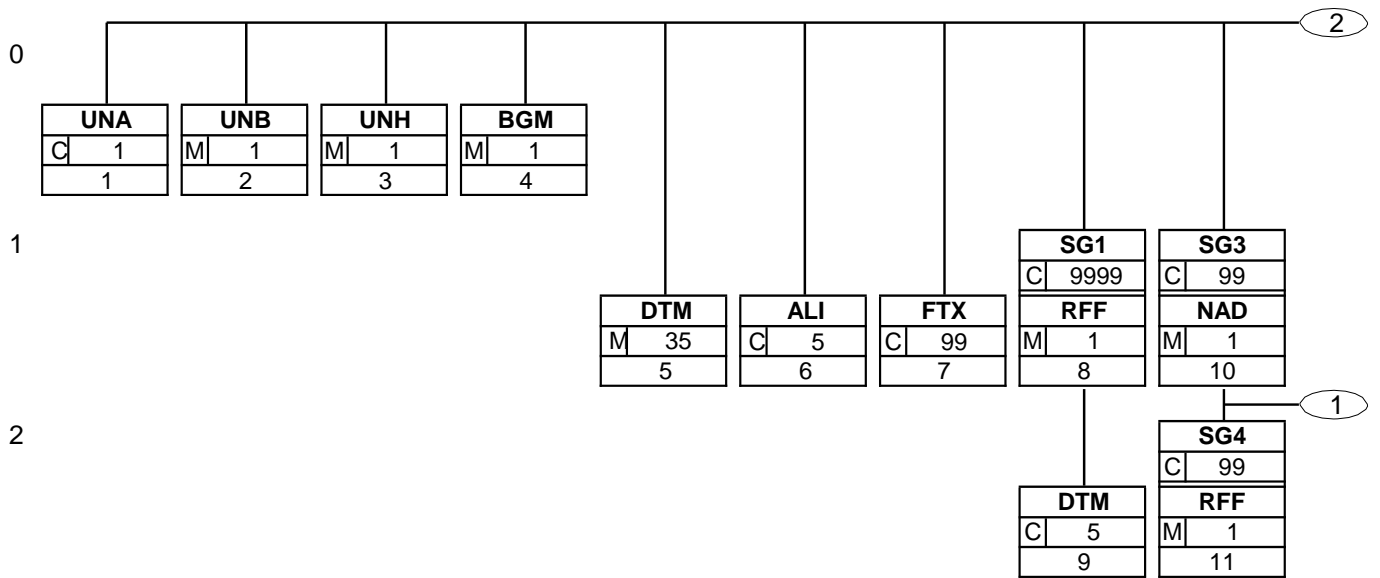 2
0
UNA UNB UNH BGM
C 1 M 1 M 1 M 1
1 2 3 4
1
SG1 SG3
C 9999 C 99
DTM ALI FTX RFF NAD
M 35 C 5 C 99 M 1 M 1
5 6 7 8 10
1
2
SG4
C 99
DTM RFF
C 5 M 1
9 11